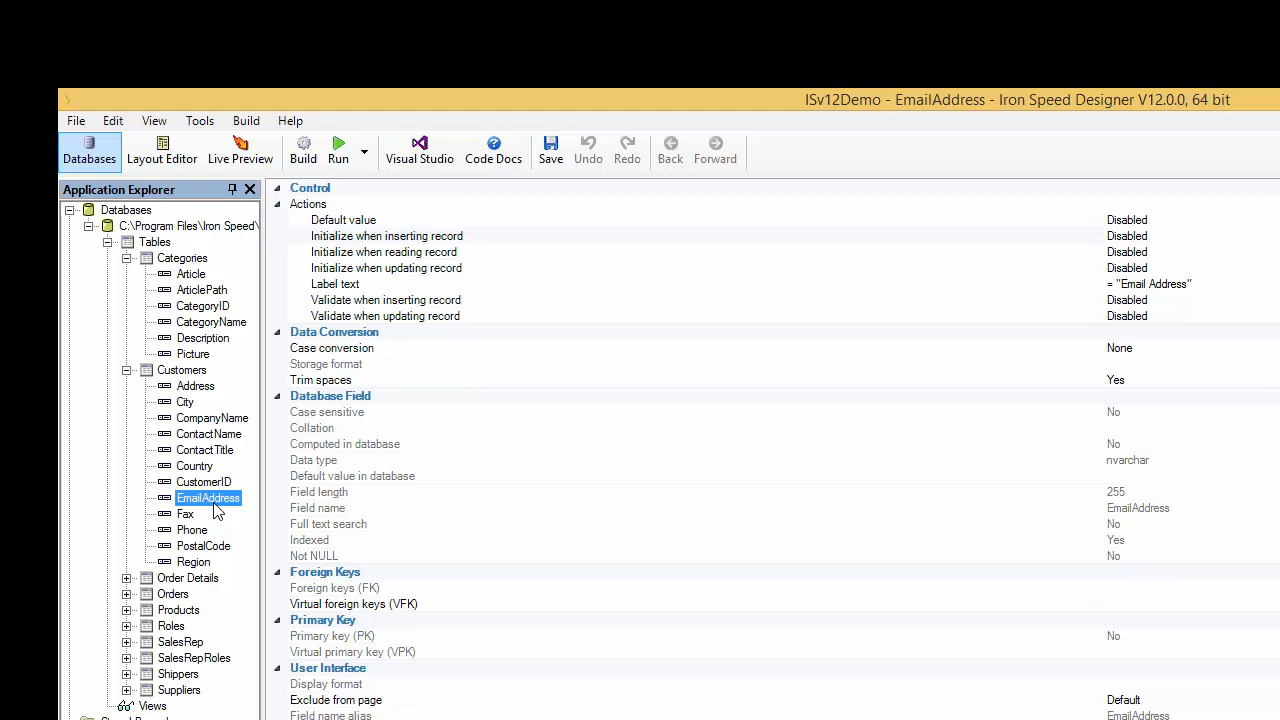 ISv12Demo - EmailAddress - Iron Speed Designer V12.0.0, 64 bit
File Edit View Tools Build Help
Databases Layout Editor Live Preview Build Run Visual Studio Code Docs Save Undo Redo Back Forward
Application Explorer
Databases
C:\Program Files\Iron Speed\
Tables
Categories
Article
ArticlePath
CategoryID
CategoryName
Description
Picture
Customers
Address
City
CompanyName
ContactName
ContactTitle
Country
CustomerID
EmailAddress
Fax
Phone
PostalCode
Region
Order Details
Orders
Products
Roles
SalesRep
SalesRepRoles
Shippers
Suppliers
Views
Control
Actions
Default value Disabled
Initialize when inserting record Disabled
Initialize when reading record Disabled
Initialize when updating record Disabled
Label text = "Email Address"
Validate when inserting record Disabled
Validate when updating record Disabled
Data Conversion
Case conversion None
Storage format
Trim spaces Yes
Database Field
Case sensitive No
Collation
Computed in database No
Data type nvarchar
Default value in database
Field length 255
Field name EmailAddress
Full text search No
Indexed Yes
Not NULL No
Foreign Keys
Foreign keys (FK)
Virtual foreign keys (VFK)
Primary Key
Primary key (PK) No
Virtual primary key (VPK)
User Interface
Display format
Exclude from page Default
Field name alias EmailAddress